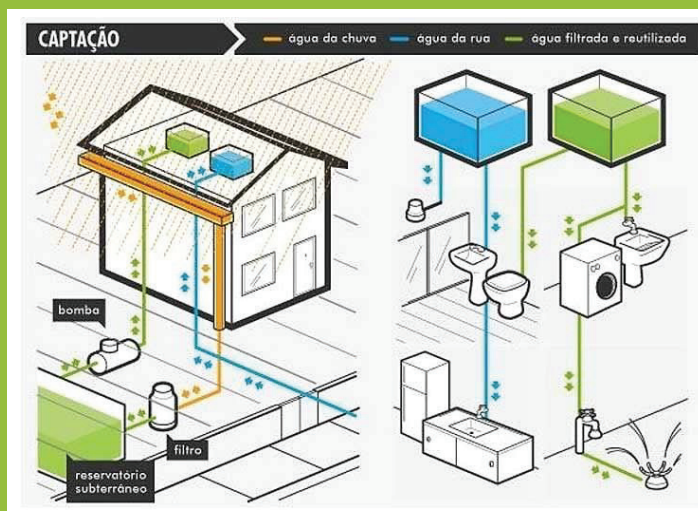 CAPTAÇÃO
água da chuva
água da rua
água filtrada e reutilizada
bomba
filtro
reservatório
subterrâneo